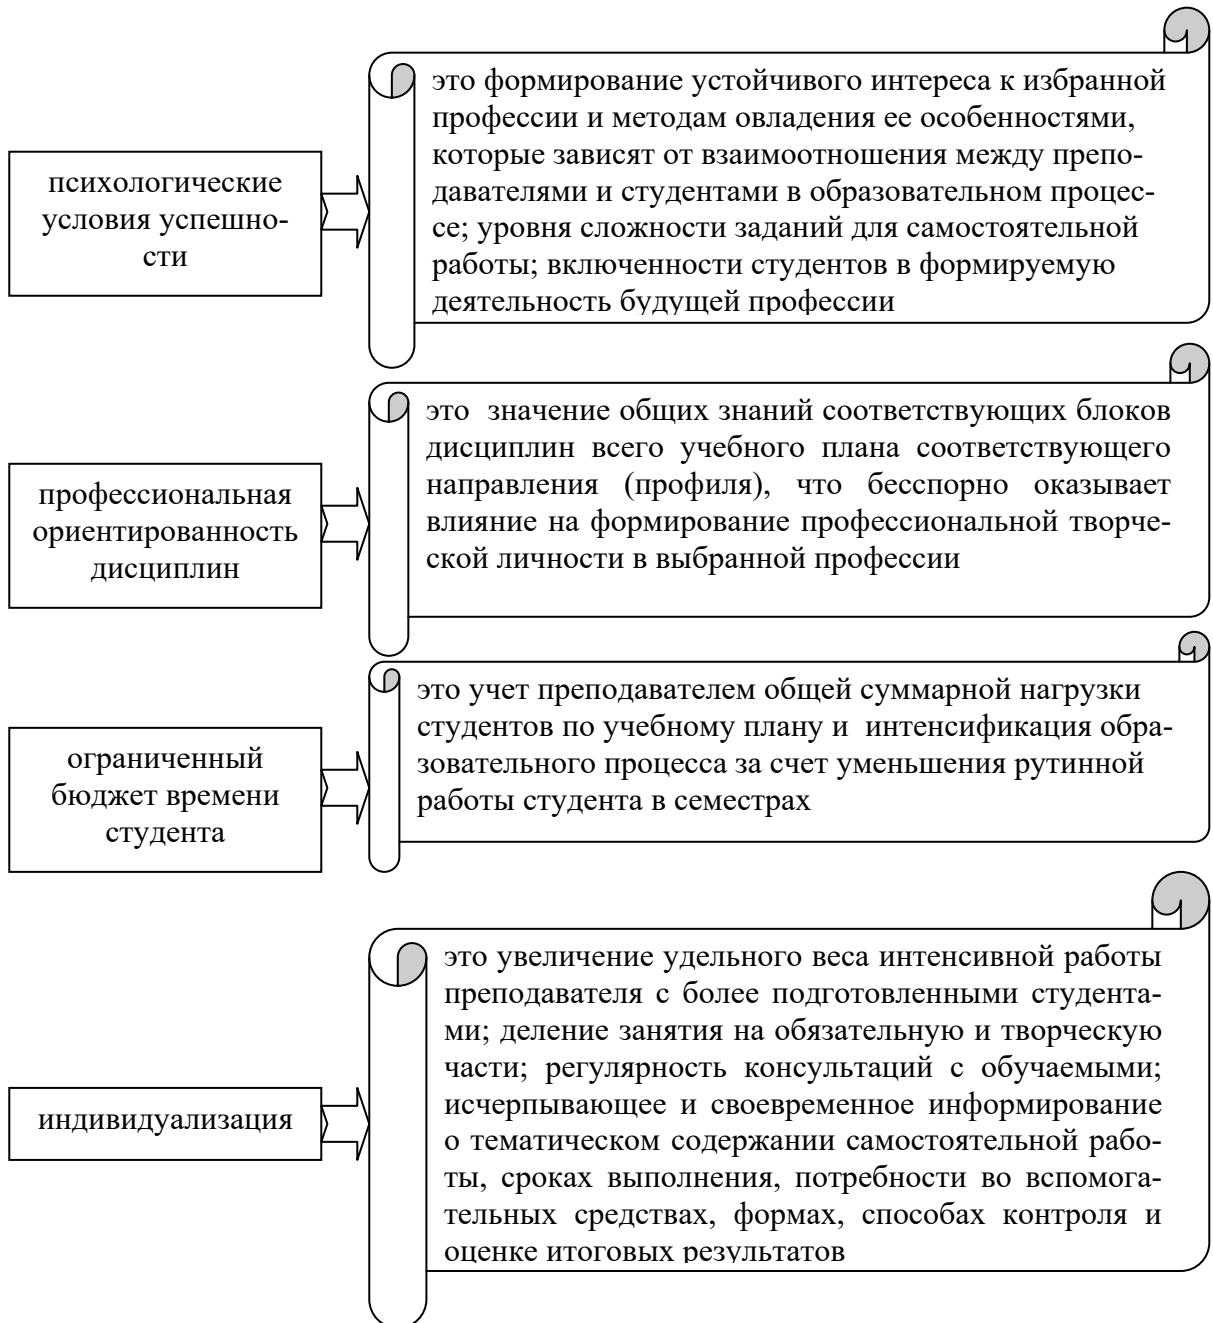 психологические
условия успешно-
сти
это формирование устойчивого интереса к избранной
профессии и методам овладения ее особенностями,
которые зависят от взаимоотношения между препо-
давателями и студентами в образовательном процес-
се; уровня сложности заданий для самостоятельной
работы; включенности студентов в формируемую
деятельность будущей профессии
профессиональная
ориентированность
дисциплин
это значение общих знаний соответствующих блоков
дисциплин всего учебного плана соответствующего
направления (профиля), что бесспорно оказывает
влияние на формирование профессиональной творче-
ской личности в выбранной профессии
ограниченный
бюджет времени
студента
это учет преподавателем общей суммарной нагрузки
студентов по учебному плану и интенсификация обра-
зовательного процесса за счет уменьшения рутинной
работы студента в семестрах
индивидуализация
это увеличение удельного веса интенсивной работы
преподавателя с более подготовленными студента-
ми; деление занятия на обязательную и творческую
части; регулярность консультаций с обучаемыми;
исчерпывающее и своевременное информирование
о тематическом содержании самостоятельной рабо-
ты, сроках выполнения, потребности во вспомога-
тельных средствах, формах, способах контроля и
оценке итоговых результатов